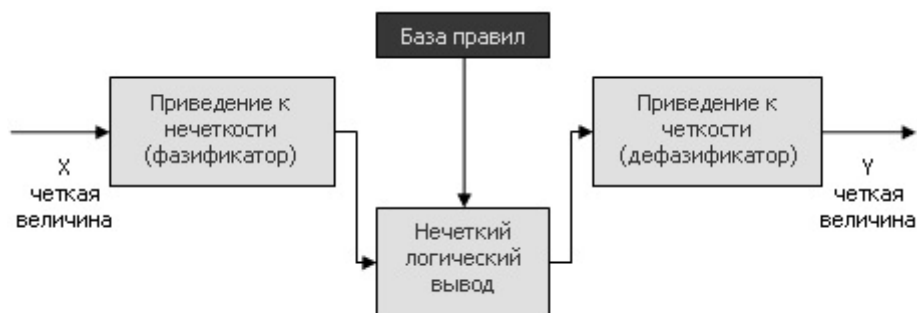 База правил
Приведение к
нечеткости
(фазификатор)
Приведение к
четкости
(дефазификатор)
X
четкая
величина
Y
четкая
величина
Нечеткий
логический
вывод